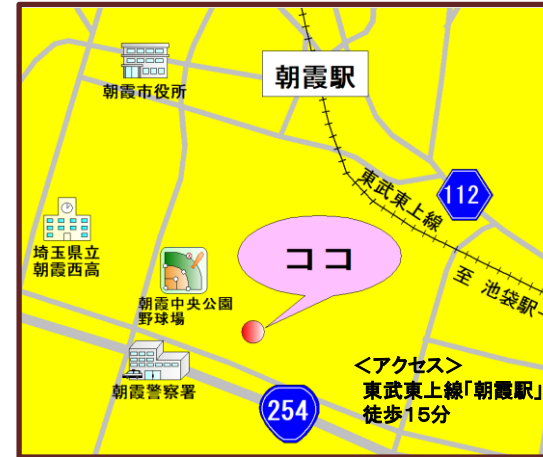 朝霞市役所
朝霞駅
東武東上線
112
埼玉県立
朝霞西高
ココ
至 池袋駅→
朝霞中央公園
野球場
朝霞警察署
254
＜アクセス＞
東武東上線「朝霞駅」
徒歩15分